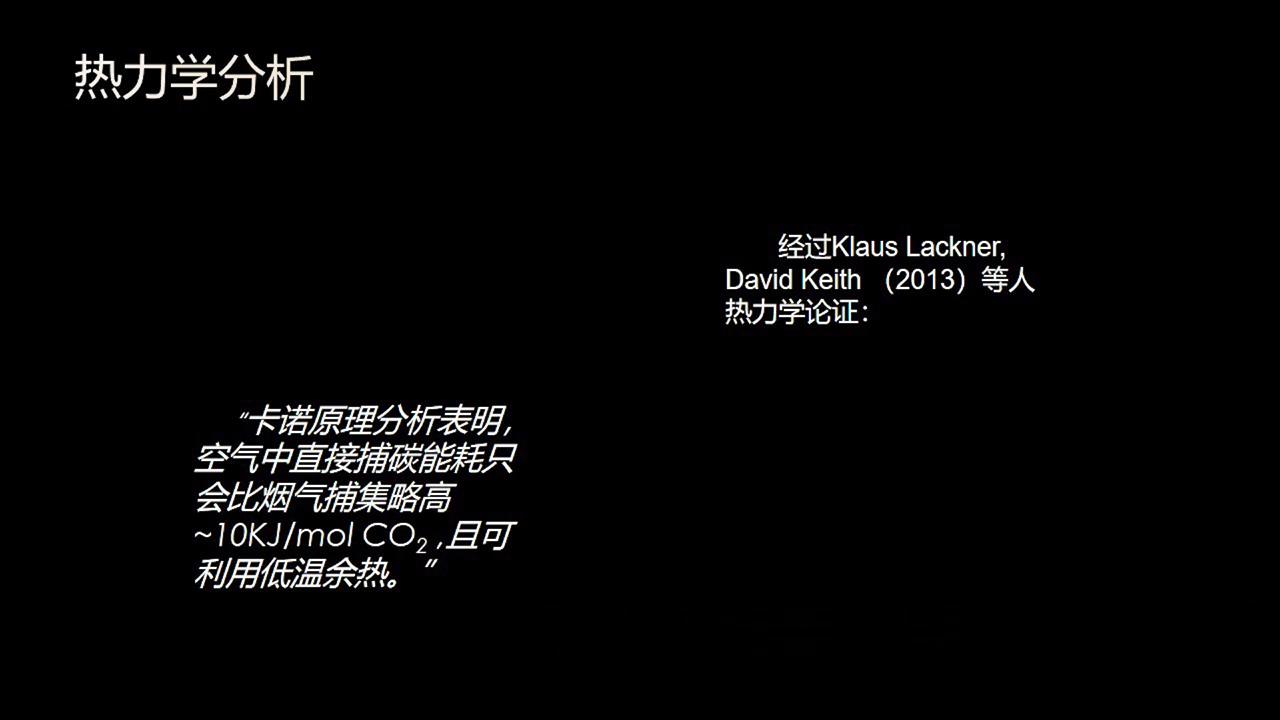 热力学分析
经过Klaus Lackner,
David Keith （2013）等人
热力学论证：
“卡诺原理分析表明，
空气中直接捕碳能耗只
会比烟气捕集略高
~10KJ/mol CO₂ ,且可
利用低温余热。”